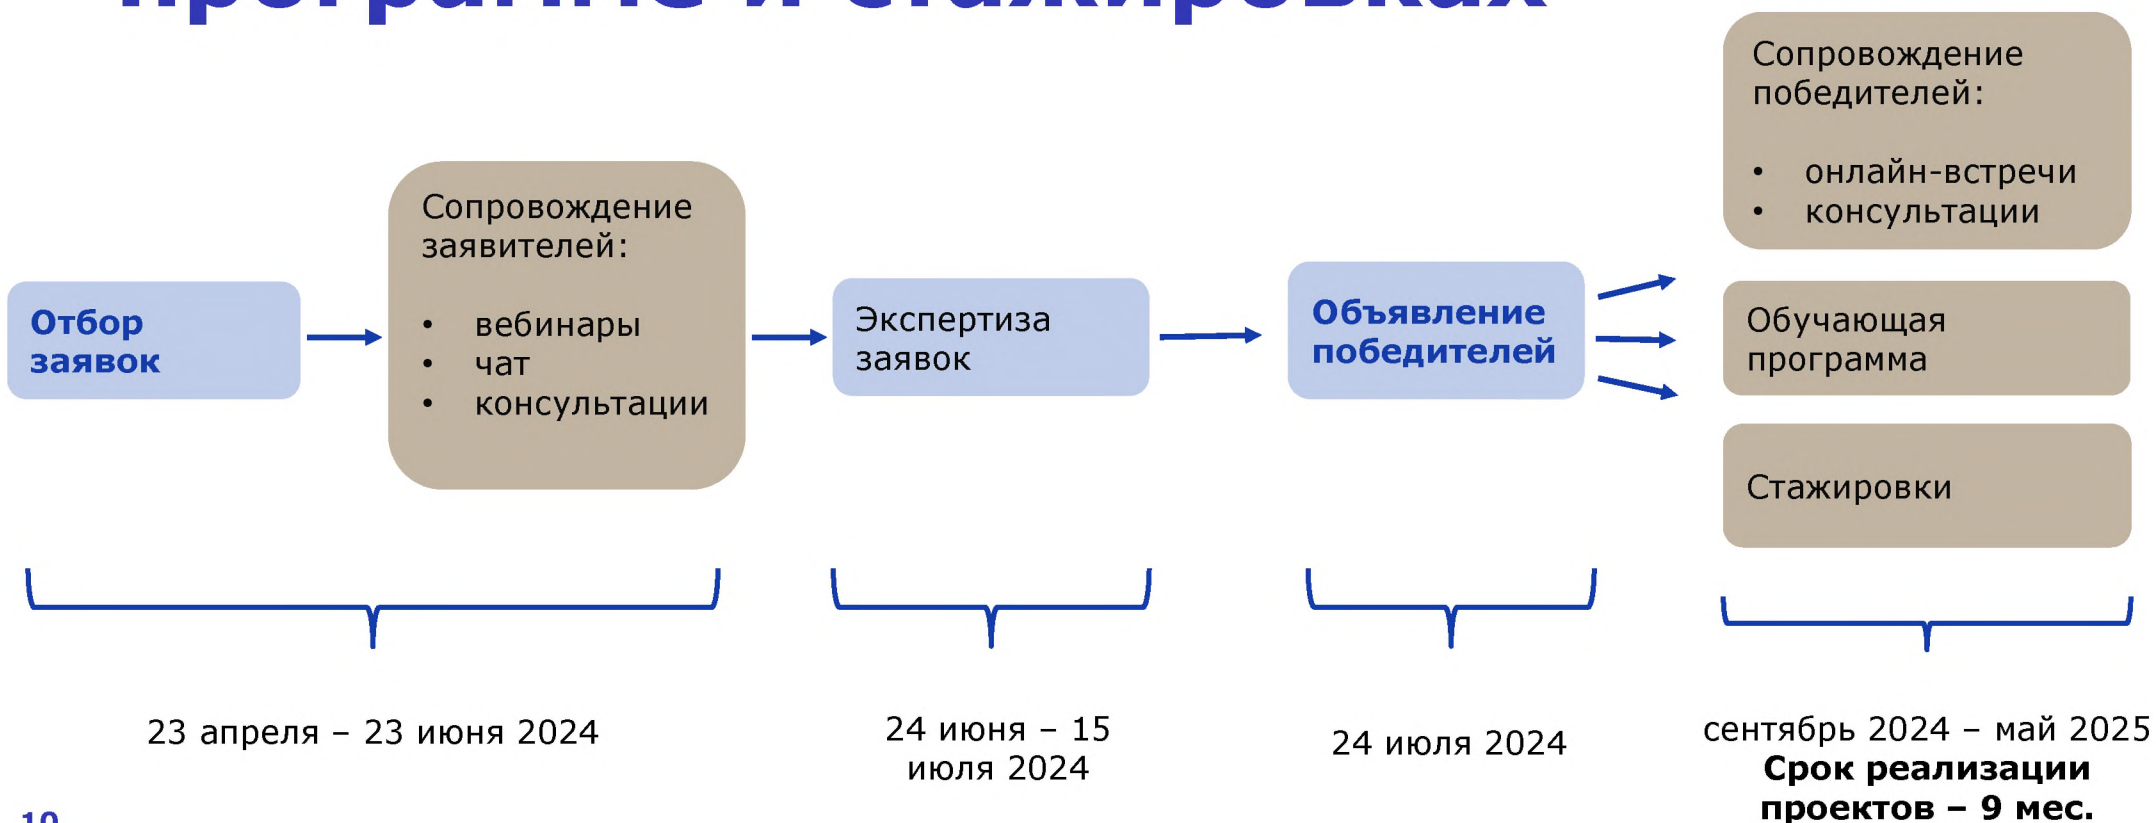 программе и стажировках
Отбор
заявок
Сопровождение
заявителей:
• вебинары
• чат
• консультации
Экспертиза
заявок
Объявление
победителей
Сопровождение
победителей:
• онлайн-встречи
• консультации
Обучающая
программа
Стажировки
23 апреля – 23 июня 2024
24 июня – 15
июля 2024
24 июля 2024
сентябрь 2024 – май 2025
Срок реализации
проектов – 9 мес.